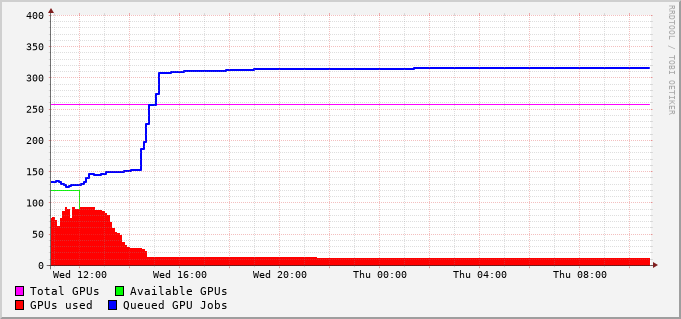 400
350
300
250
200
150
100
50
0
Wed 12:00 Wed 16:00 Wed 20:00 Thu 00:00 Thu 04:00 Thu 08:00
Total GPUs Available GPUs
GPUs used Queued GPU Jobs
RRDTOOL / TOBI OETIKER